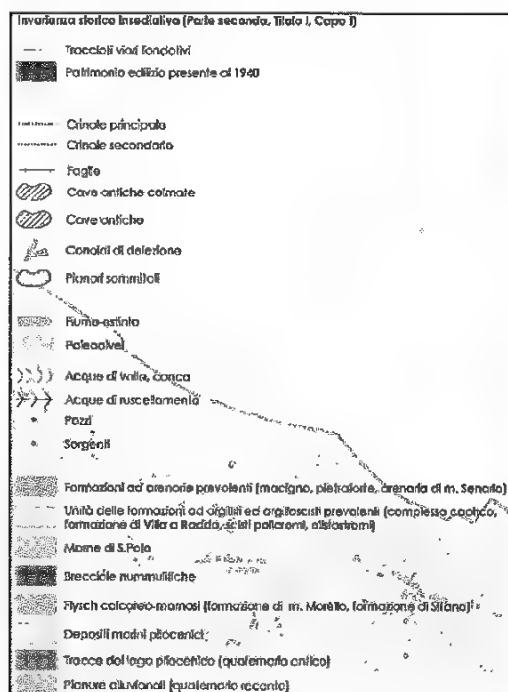 Invarianza storico insediativa (Parte seconda, Titolo I, Capo I)
Tracciati viari fondativi
Patrimonio edilizio presente al 1940
Crinale principale
Crinale secondario
Faglie
Cave antiche colmate
Cave antiche
Conoidi di deiezione
Pianori sommitali
Fiume estinto
Paleoalvei
Acque di valle, conca
Acque di ruscellamento
Pozzi
Sorgenti
Formazioni ad arenarie prevalenti (macigno, pietraforte, arenaria di m. Senario)
Unità delle formazioni ad argilliti ed argilloscisti prevalenti (complesso caotico,
formazione di Villa a Radda, scisti policromi, olistostromi)
Marne di S.Polo
Brecciole nummulitiche
Flysch calcareo-marnosi (formazione di m. Morello, formazione di Sillano)
Depositi marini pliocenici
Tracce del lago pliocenico (quaternario antico)
Pianure alluvionali (quaternario recente)